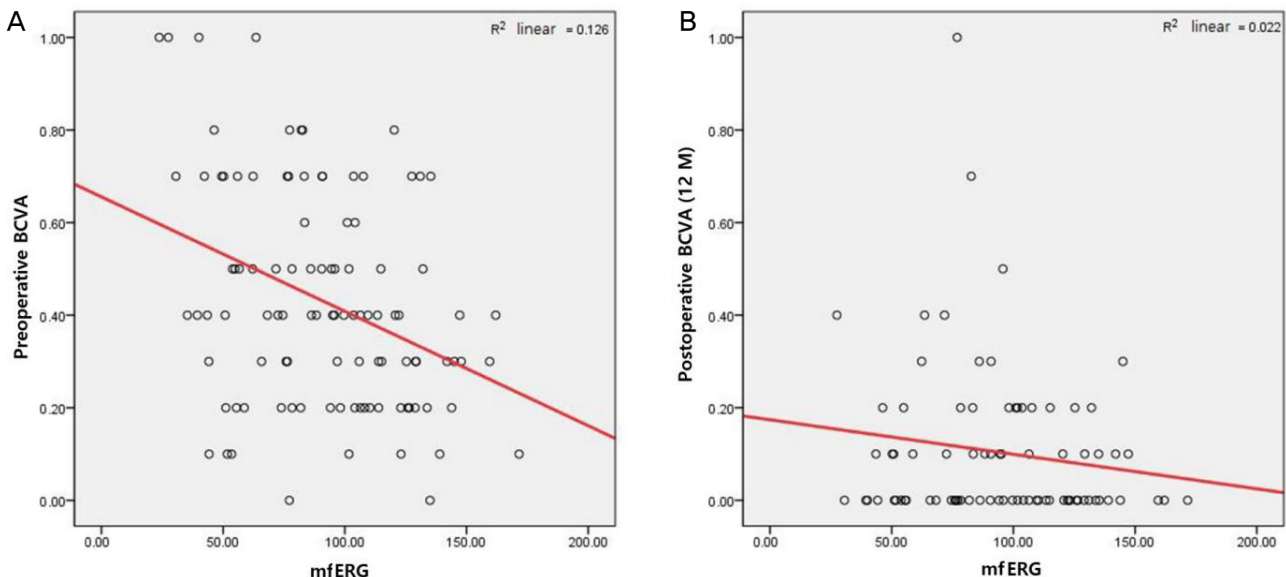 A
R² linear = 0.126
1.00
0.80
0.60
0.40
0.20
0.00
Preoperative BCVA
0.00 50.00 100.00 150.00 200.00
mfERG
B
R² linear = 0.022
1.00
0.80
0.60
0.40
0.20
0.00
Postoperative BCVA (12 M)
0.00 50.00 100.00 150.00 200.00
mfERG